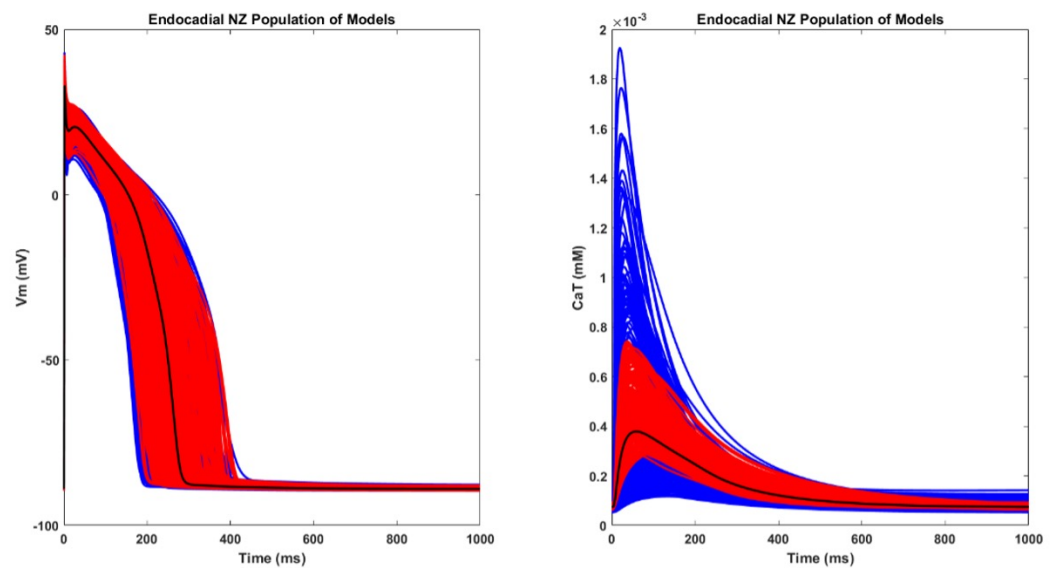 Endocadial NZ Population of Models
50
0
-50
-100
Vm (mV)
0 200 400 600 800 1000
Time (ms)
Endocadial NZ Population of Models
×10⁻³
2
1.8
1.6
1.4
1.2
1
0.8
0.6
0.4
0.2
0
CaT (mM)
0 200 400 600 800 1000
Time (ms)